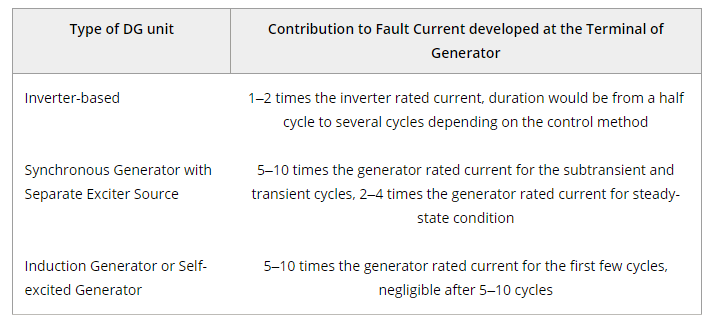 Type of DG unit
Contribution to Fault Current developed at the Terminal of
Generator
Inverter-based
1–2 times the inverter rated current, duration would be from a half
cycle to several cycles depending on the control method
Synchronous Generator with
Separate Exciter Source
5–10 times the generator rated current for the subtransient and
transient cycles, 2–4 times the generator rated current for steady-
state condition
Induction Generator or Self-
excited Generator
5–10 times the generator rated current for the first few cycles,
negligible after 5–10 cycles